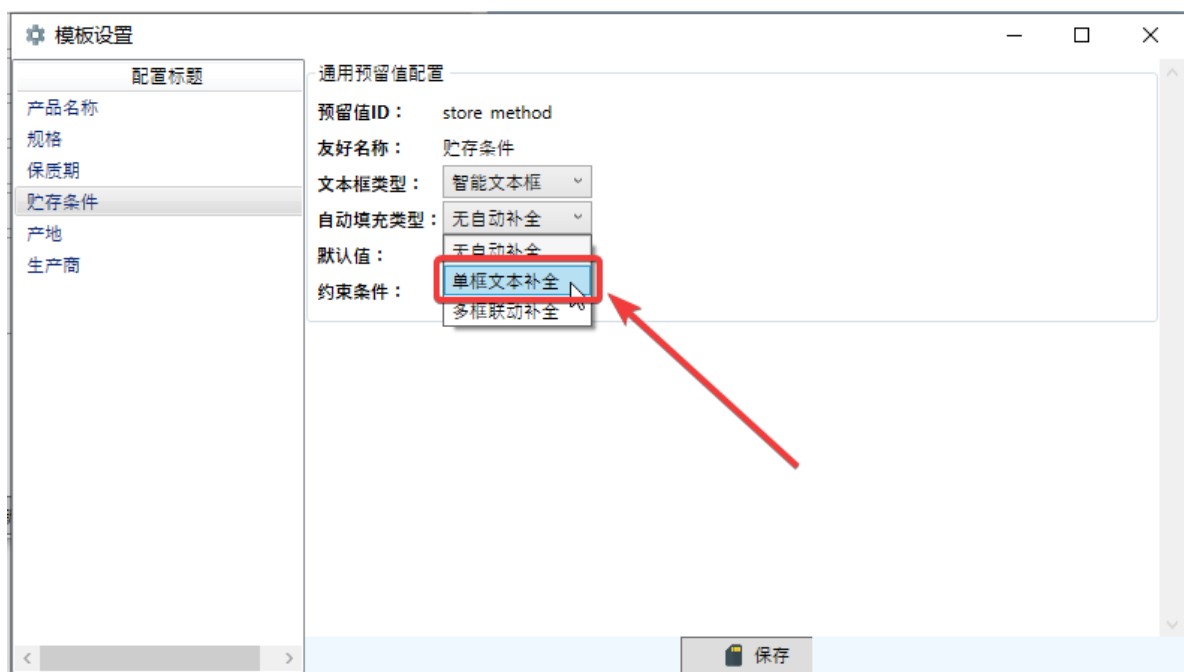 模板设置
配置标题
产品名称
规格
保质期
贮存条件
产地
生产商
通用预留值配置
预留值ID： store method
友好名称： 贮存条件
文本框类型： 智能文本框
自动填充类型： 无自动补全
默认值： 无自动补全
单框文本补全
约束条件：
多框联动补全
保存